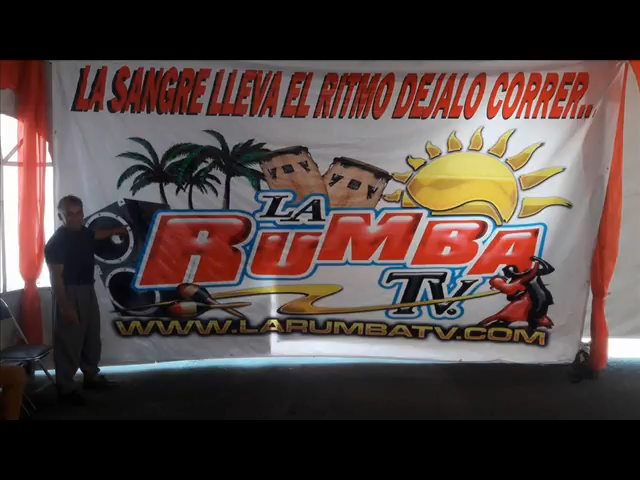 LA SANGRE LLEVA EL RITMO DEJALO CORRER...
LA
RUMBA
TV.
WWW.LARUMBATV.COM